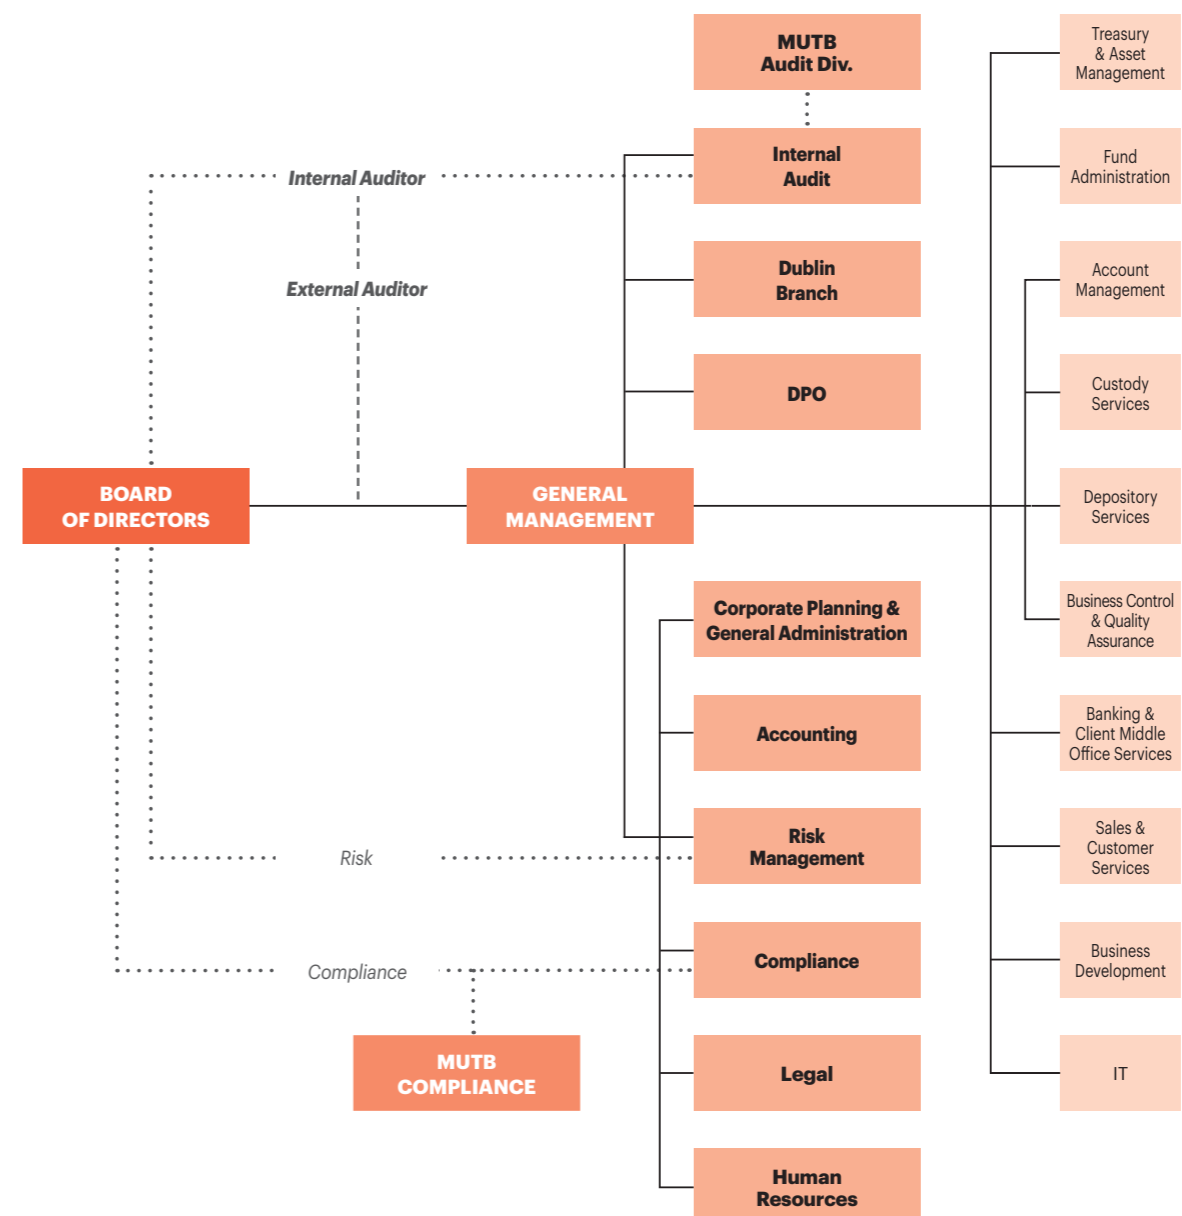 MUTB
Audit Div.
Internal
Audit
Dublin
Branch
DPO
Internal Auditor
External Auditor
BOARD
OF DIRECTORS
GENERAL
MANAGEMENT
Corporate Planning &
General Administration
Accounting
Risk
Management
Compliance
Legal
Human
Resources
Risk
Compliance
MUTB
COMPLIANCE
Treasury
& Asset
Management
Fund
Administration
Account
Management
Custody
Services
Depository
Services
Business Control
& Quality
Assurance
Banking &
Client Middle
Office Services
Sales &
Customer
Services
Business
Development
IT